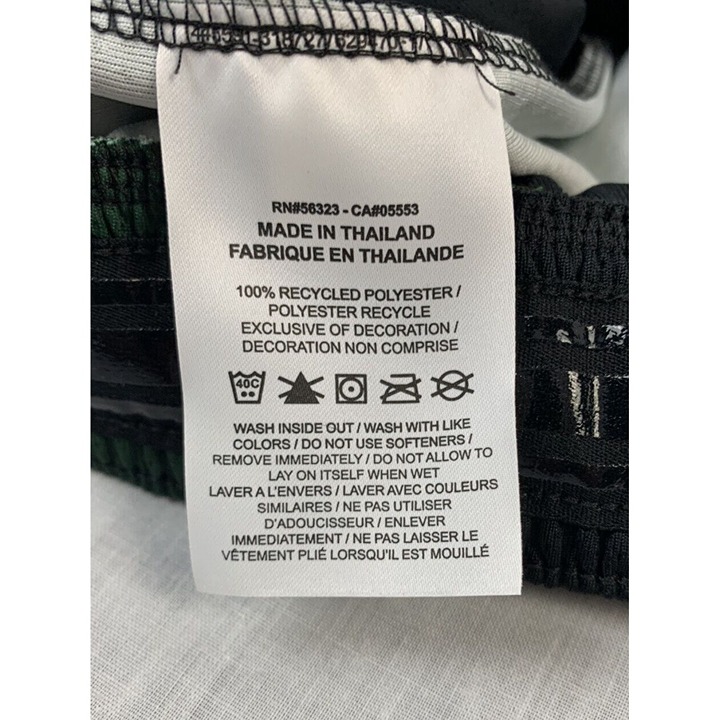 RN#56323 - CA#05553
MADE IN THAILAND
FABRIQUE EN THAILANDE
100% RECYCLED POLYESTER /
POLYESTER RECYCLE
EXCLUSIVE OF DECORATION /
DECORATION NON COMPRISE
40C
WASH INSIDE OUT / WASH WITH LIKE
COLORS / DO NOT USE SOFTENERS /
REMOVE IMMEDIATELY / DO NOT ALLOW TO
LAY ON ITSELF WHEN WET
LAVER A L'ENVERS / LAVER AVEC COULEURS
SIMILAIRES / NE PAS UTILISER
D'ADOUCISSEUR / ENLEVER
IMMEDIATEMENT / NE PAS LAISSER LE
VÊTEMENT PLIÉ LORSQU'IL EST MOUILLÉ